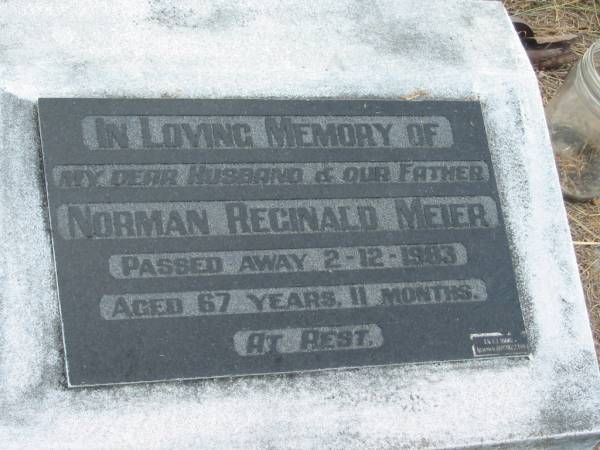 In Loving Memory of
my dear Husband & our Father
Norman Reginald Meier
Passed away 2-12-1983
Aged 67 years, 11 months.
At Rest.